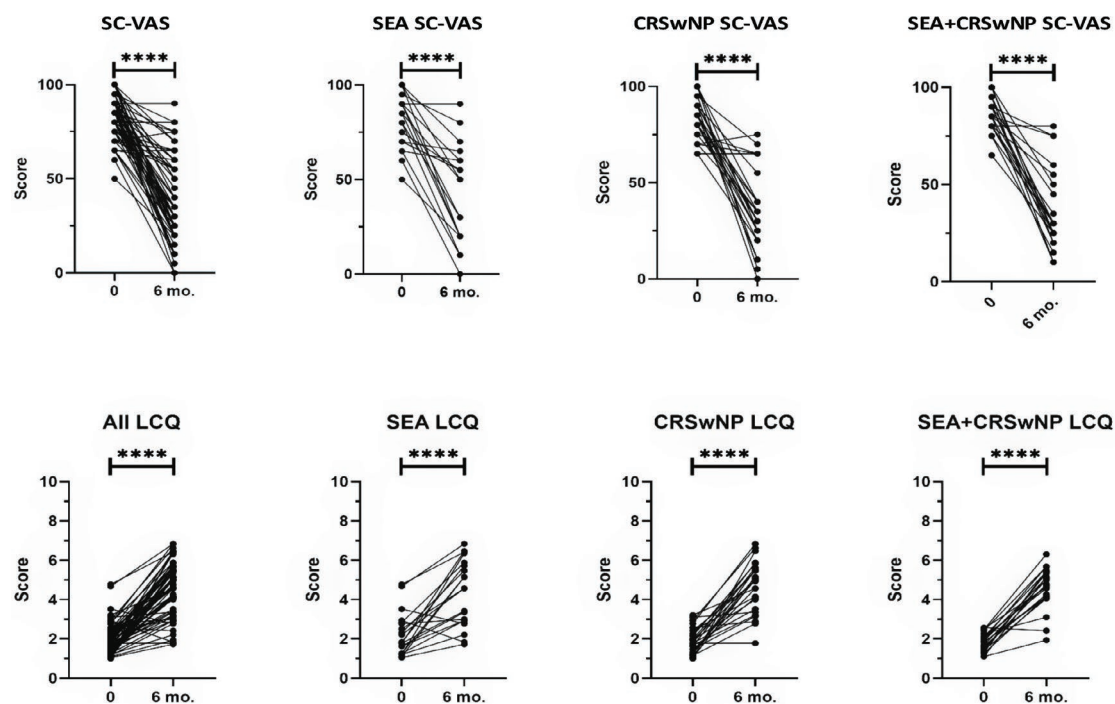 SC-VAS
****
100
50
0
Score
0 6 mo.
SEA SC-VAS
****
100
50
0
Score
0 6 mo.
CRSwNP SC-VAS
****
100
50
0
Score
0 6 mo.
SEA+CRSwNP SC-VAS
****
100
50
0
Score
0 6 mo.
All LCQ
****
10
8
6
4
2
0
Score
0 6 mo.
SEA LCQ
****
10
8
6
4
2
0
Score
0 6 mo.
CRSwNP LCQ
****
10
8
6
4
2
0
Score
0 6 mo.
SEA+CRSwNP LCQ
****
10
8
6
4
2
0
Score
0 6 mo.